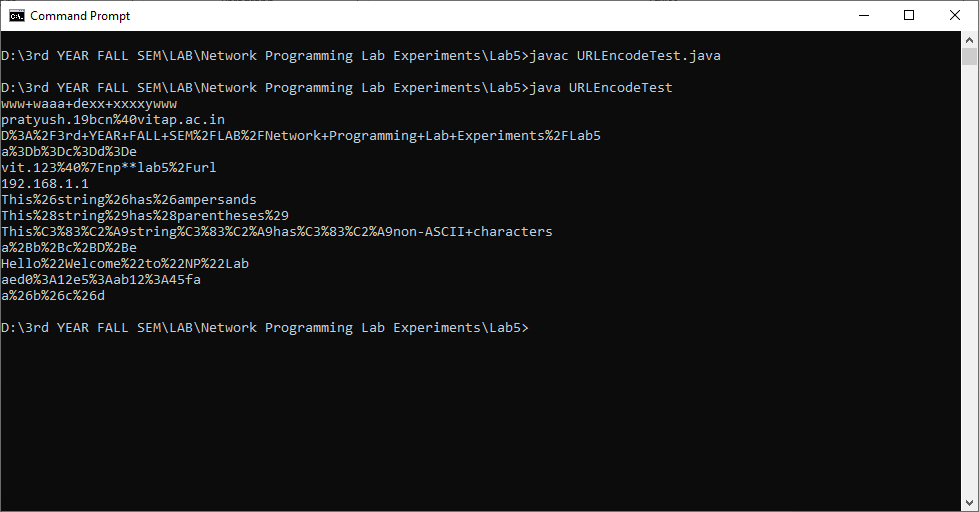 Command Prompt
D:\3rd YEAR FALL SEM\LAB\Network Programming Lab Experiments\Lab5>javac URLEncodeTest.java
D:\3rd YEAR FALL SEM\LAB\Network Programming Lab Experiments\Lab5>java URLEncodeTest
www+waaa+dexx+xxxxywww
pratyush.19bcn%40vitap.ac.in
D%3A%2F3rd+YEAR+FALL+SEM%2FLAB%2FNetwork+Programming+Lab+Experiments%2FLab5
a%3Db%3Dc%3Dd%3De
vit.123%40%7Enp**lab5%2Furl
192.168.1.1
This%26string%26has%26ampersands
This%28string%29has%28parentheses%29
This%C3%83%C2%A9string%C3%83%C2%A9has%C3%83%C2%A9non-ASCII+characters
a%2Bb%2Bc%2BD%2Be
Hello%22Welcome%22to%22NP%22Lab
aed0%3A12e5%3Aab12%3A45fa
a%26b%26c%26d
D:\3rd YEAR FALL SEM\LAB\Network Programming Lab Experiments\Lab5>